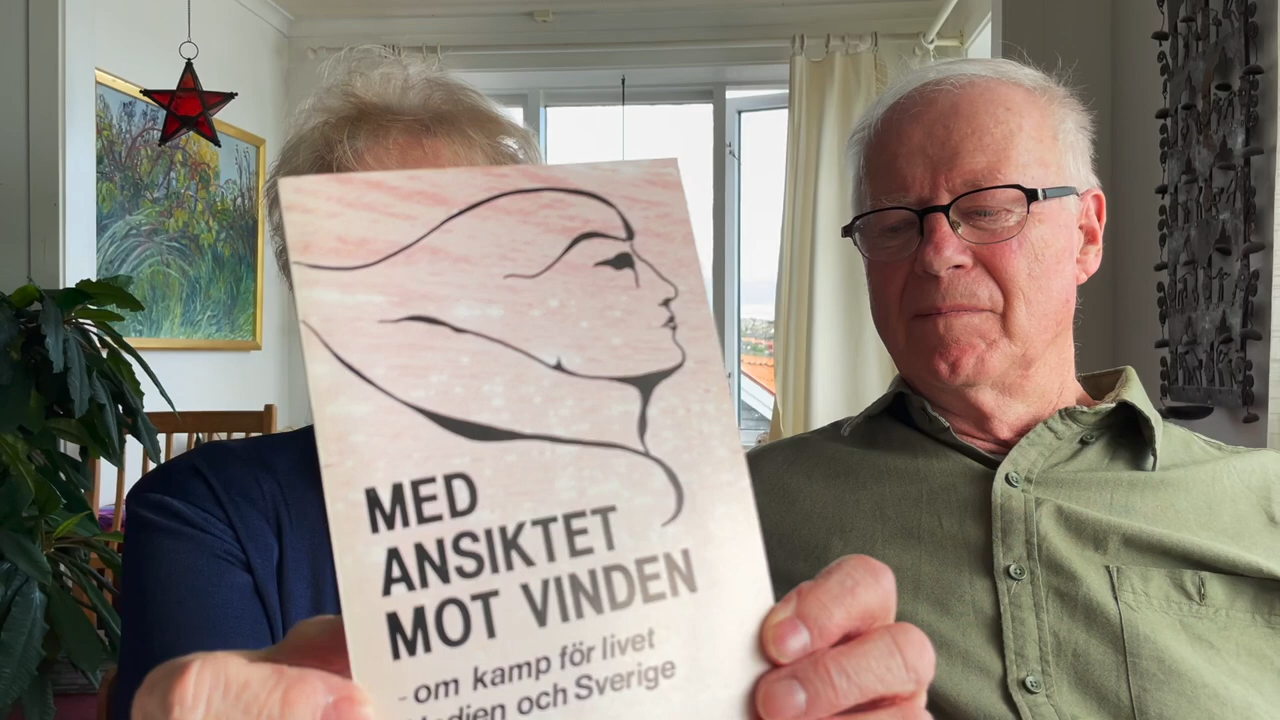 MED
ANSIKTET
MOT VINDEN
- om kamp för livet
och Sverige